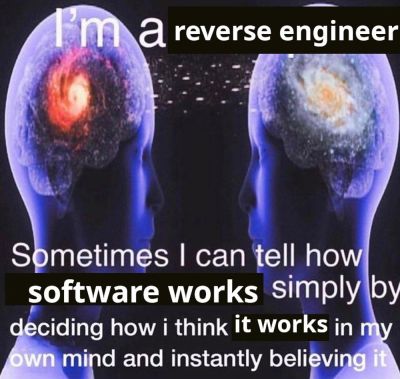 I'm a reverse engineer
Sometimes I can tell how
software works simply by
deciding how i think it works in my
own mind and instantly believing it